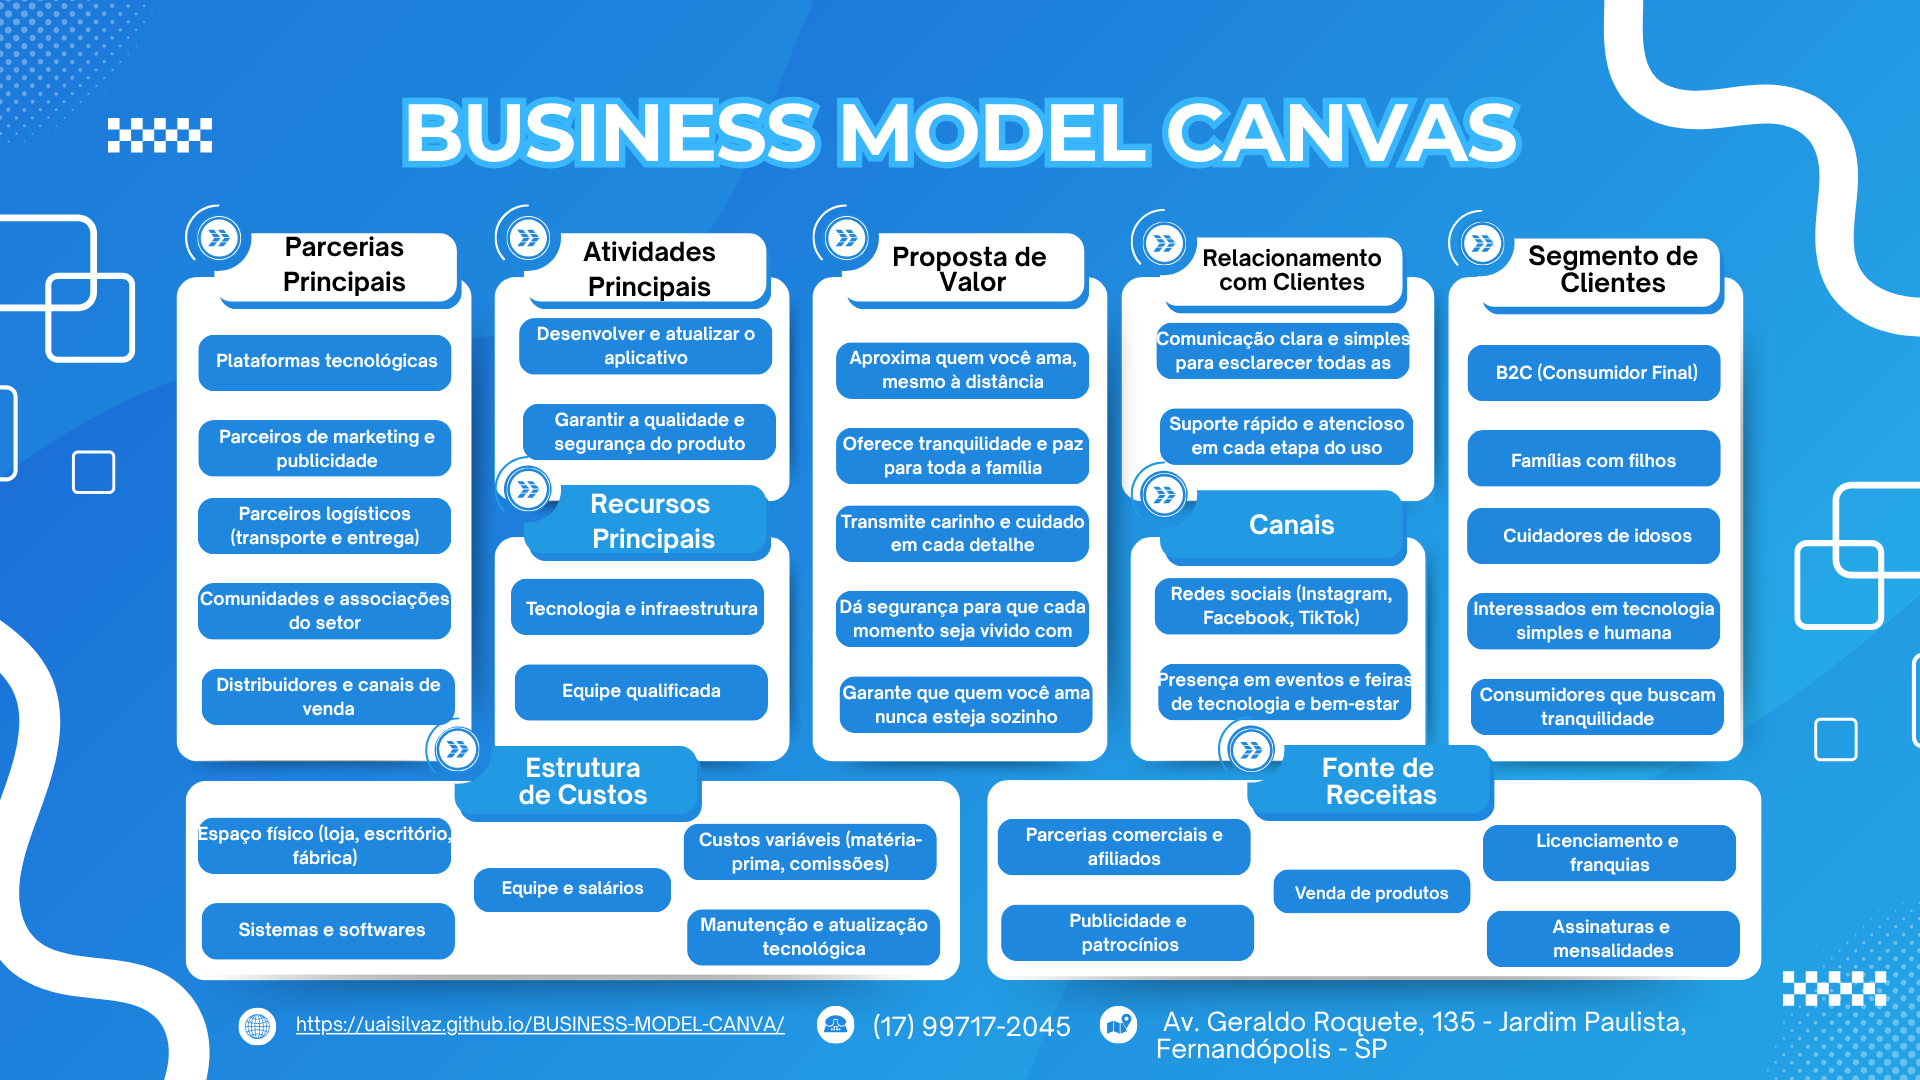 BUSINESS MODEL CANVAS
Parcerias
Principais
Plataformas tecnológicas
Parceiros de marketing e
publicidade
Parceiros logísticos
(transporte e entrega)
Comunidades e associações
do setor
Distribuidores e canais de
venda
Atividades
Principais
Desenvolver e atualizar o
aplicativo
Garantir a qualidade e
segurança do produto
Recursos
Principais
Tecnologia e infraestrutura
Equipe qualificada
Proposta de
Valor
Aproxima quem você ama,
mesmo à distância
Oferece tranquilidade e paz
para toda a família
Transmite carinho e cuidado
em cada detalhe
Dá segurança para que cada
momento seja vivido com
Garante que quem você ama
nunca esteja sozinho
Relacionamento
com Clientes
Comunicação clara e simples
para esclarecer todas as
Suporte rápido e atencioso
em cada etapa do uso
Canais
Redes sociais (Instagram,
Facebook, TikTok)
Presença em eventos e feiras
de tecnologia e bem-estar
Segmento de
Clientes
B2C (Consumidor Final)
Famílias com filhos
Cuidadores de idosos
Interessados em tecnologia
simples e humana
Consumidores que buscam
tranquilidade
Estrutura
de Custos
Espaço físico (loja, escritório,
fábrica)
Sistemas e softwares
Equipe e salários
Custos variáveis (matéria-
prima, comissões)
Manutenção e atualização
tecnológica
Fonte de
Receitas
Parcerias comerciais e
afiliados
Publicidade e
patrocínios
Venda de produtos
Licenciamento e
franquias
Assinaturas e
mensalidades
https://uaisilvaz.github.io/BUSINESS-MODEL-CANVA/
(17) 99717-2045
Av. Geraldo Roquete, 135 - Jardim Paulista,
Fernandópolis - SP